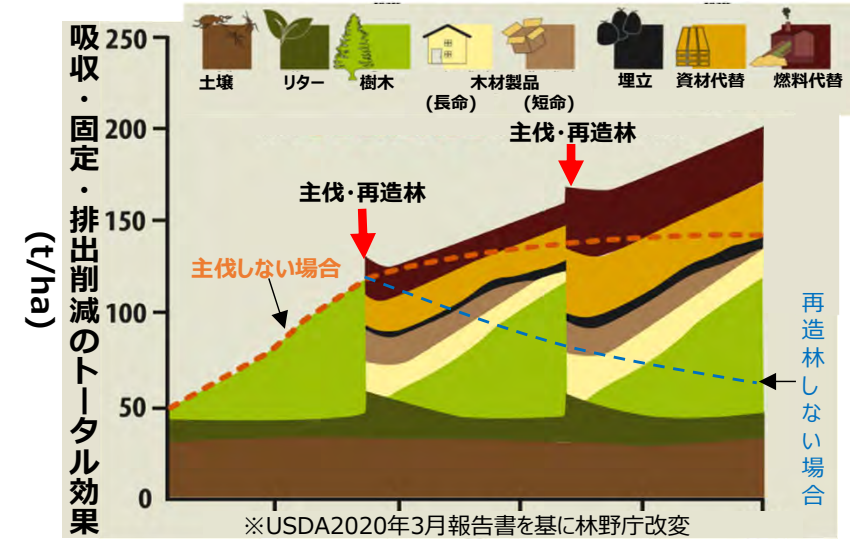 吸収・固定・排出削減のトータル効果
(t/ha)
250
200
150
100
50
0
土壌
リター
樹木
木材製品
(長命)
(短命)
埋立
資材代替
燃料代替
主伐・再造林
主伐・再造林
主伐しない場合
再造林しない場合
※USDA2020年3月報告書を基に林野庁改変